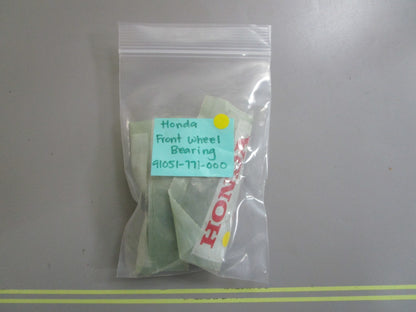 Honda
Front Wheel
Bearing
91051-771-000
HONDA